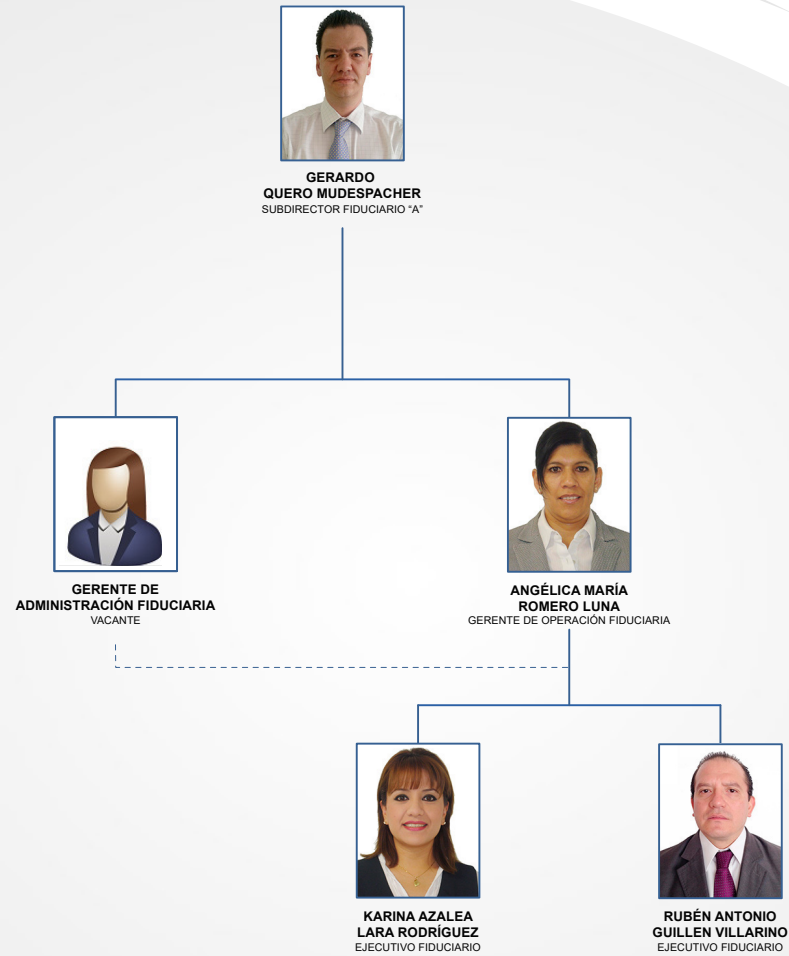 GERARDO
QUERO MUDESPACHER
SUBDIRECTOR FIDUCIARIO “A”
GERENTE DE
ADMINISTRACIÓN FIDUCIARIA
VACANTE
ANGÉLICA MARÍA
ROMERO LUNA
GERENTE DE OPERACIÓN FIDUCIARIA
KARINA AZALEA
LARA RODRÍGUEZ
EJECUTIVO FIDUCIARIO
RUBÉN ANTONIO
GUILLEN VILLARINO
EJECUTIVO FIDUCIARIO